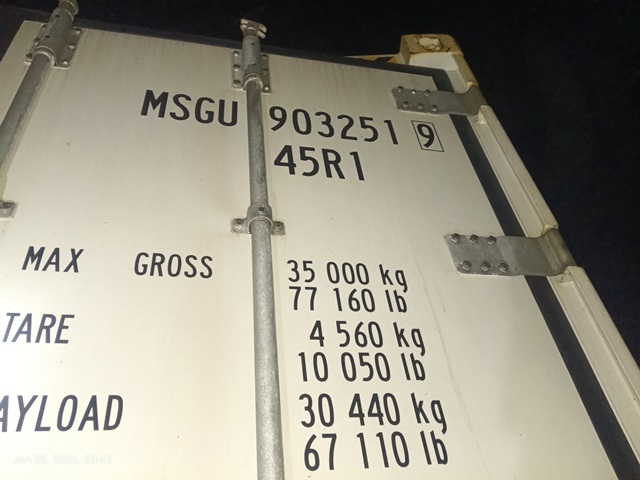 MSGU 903251 9
45R1
MAX GROSS 35 000 kg
77 160 lb
TARE 4 560 kg
10 050 lb
AYLOAD 30 440 kg
67 110 lb